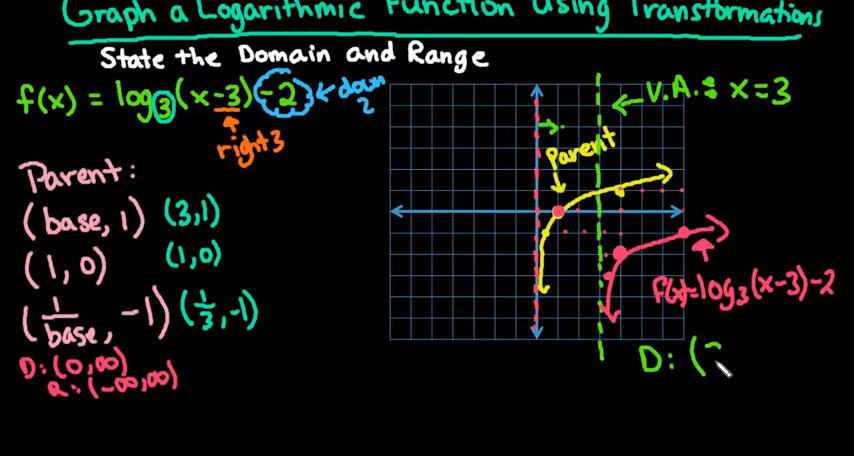 Graph a Logarithmic Function Using Transformations
State the Domain and Range
f(x) = log₃(x-3)-2 ← down 2
right 3
V.A.: x=3
Parent
Parent:
(base, 1) (3,1)
(1,0) (1,0)
(1/base, -1) (1/3, -1)
D: (0,∞)
R: (-∞,∞)
f(x)=log₃(x-3)-2
D: (